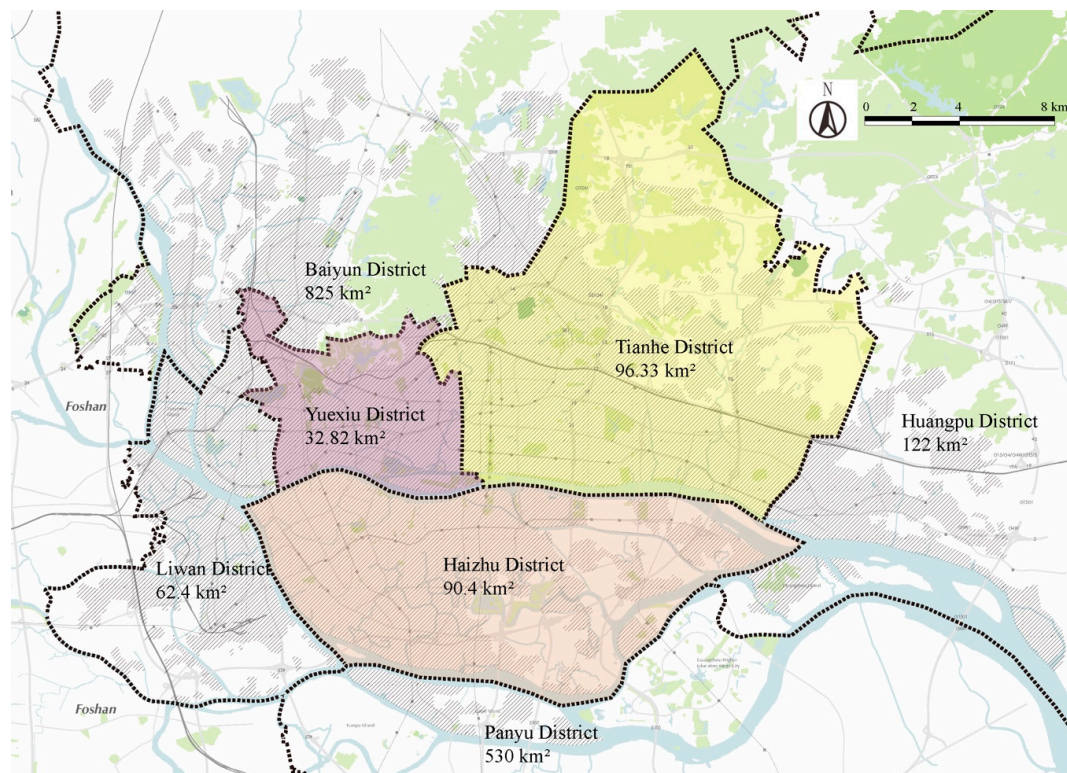 N
0 2 4 8 km
Baiyun District
825 km²
Tianhe District
96.33 km²
Foshan
Yuexiu District
32.82 km²
Huangpu District
122 km²
Liwan District
62.4 km²
Haizhu District
90.4 km²
Foshan
Panyu District
530 km²